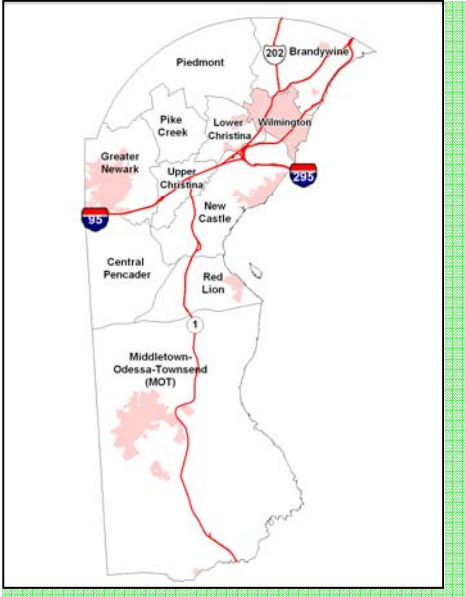 202
Brandywine
Piedmont
Pike
Creek
Lower
Christina
Wilmington
Greater
Newark
Upper
Christina
295
95
New
Castle
Central
Pencader
Red
Lion
1
Middletown-
Odessa-Townsend
(MOT)